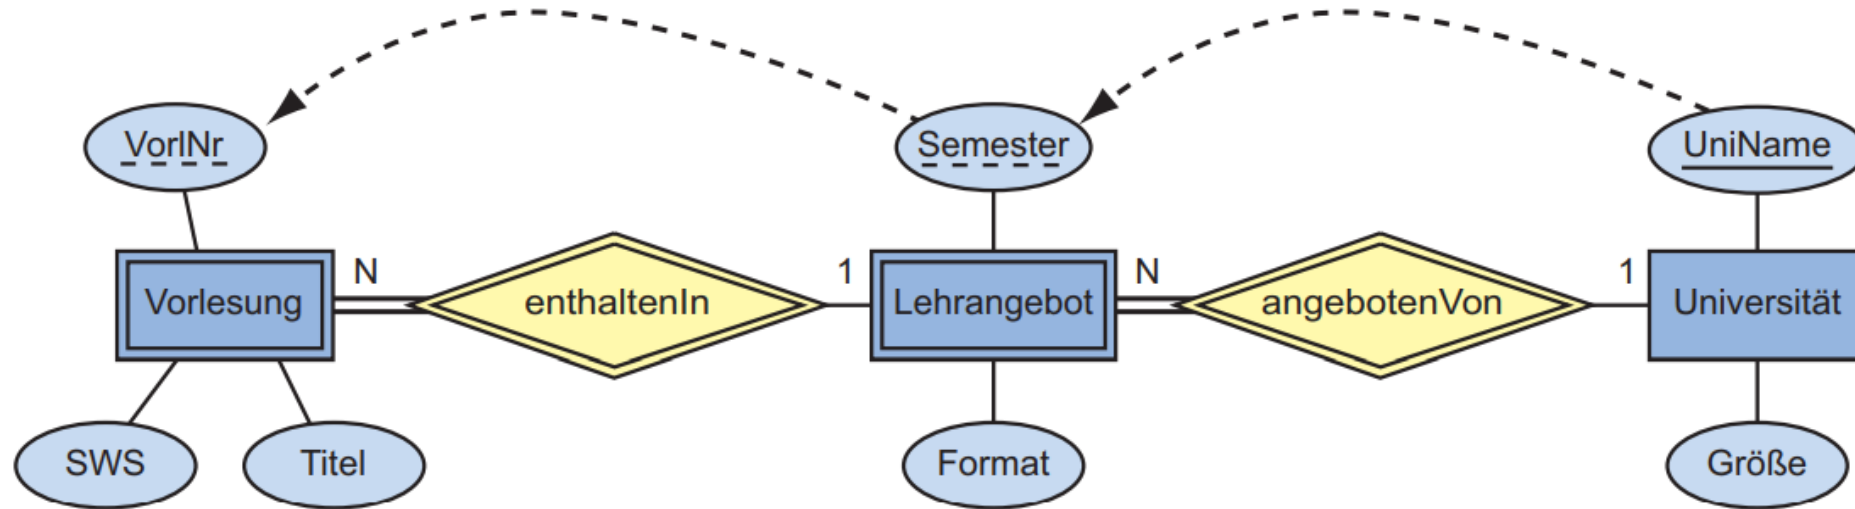 VorlNr
Semester
UniName
Vorlesung
N
enthaltenIn
1
Lehrangebot
N
angebotenVon
1
Universität
SWS
Titel
Format
Größe